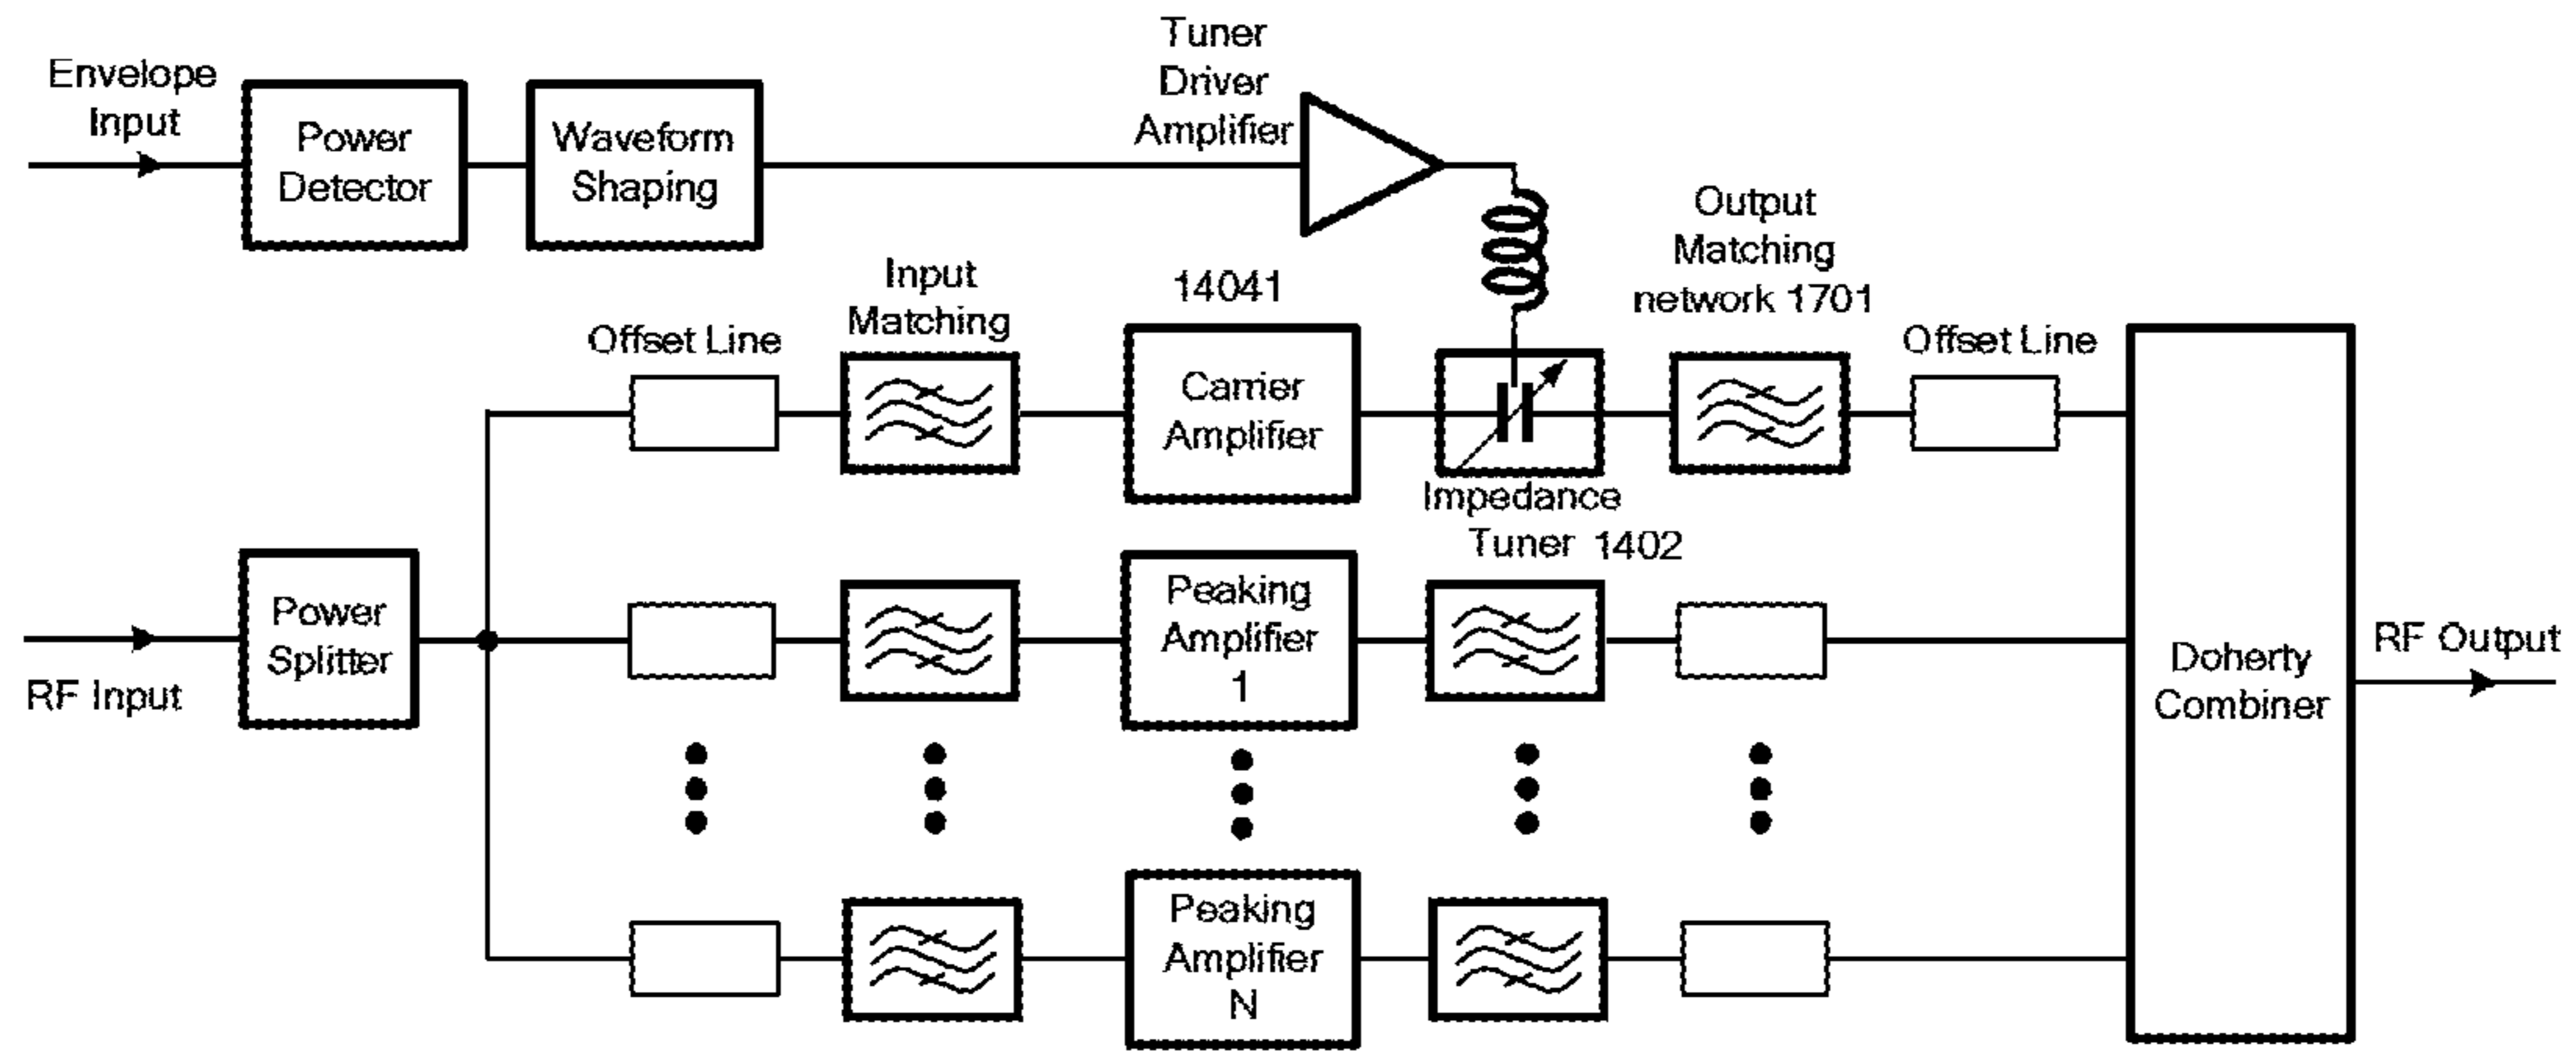 Envelope
Input
Power
Detector
Waveform
Shaping
Tuner
Driver
Amplifier
Output
Matching
network 1701
Input
Matching
14041
Offset Line
Carrier
Amplifier
Offset Line
Impedance
Tuner 1402
RF Input
Power
Splitter
Peaking
Amplifier
1
Peaking
Amplifier
N
Doherty
Combiner
RF Output